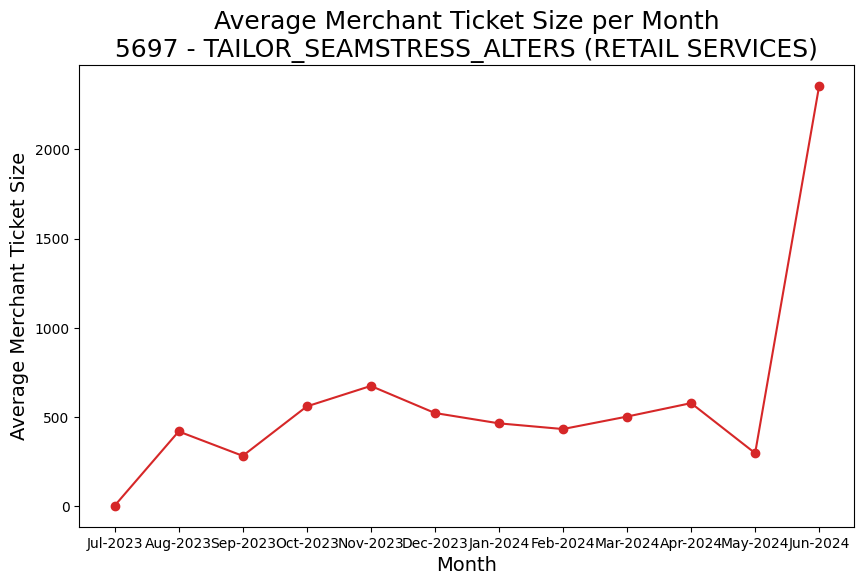 Average Merchant Ticket Size per Month
5697 - TAILOR_SEAMSTRESS_ALTERS (RETAIL SERVICES)
Average Merchant Ticket Size
2000
1500
1000
500
0
Jul-2023 Aug-2023 Sep-2023 Oct-2023 Nov-2023 Dec-2023 Jan-2024 Feb-2024 Mar-2024 Apr-2024 May-2024 Jun-2024
Month